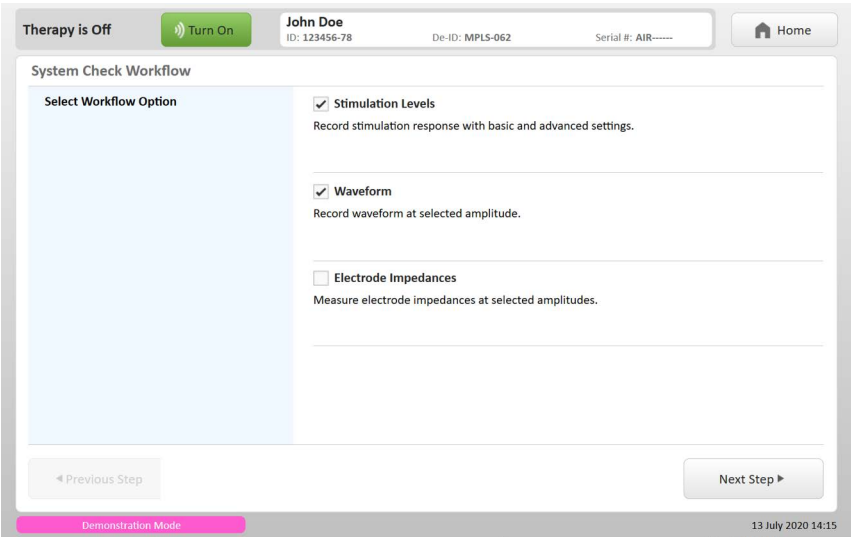 Therapy is Off
Turn On
John Doe
ID: 123456-78 De-ID: MPLS-062 Serial #: AIR------
Home
System Check Workflow
Select Workflow Option
Stimulation Levels
Record stimulation response with basic and advanced settings.
Waveform
Record waveform at selected amplitude.
Electrode Impedances
Measure electrode impedances at selected amplitudes.
Previous Step
Next Step
Demonstration Mode
13 July 2020 14:15